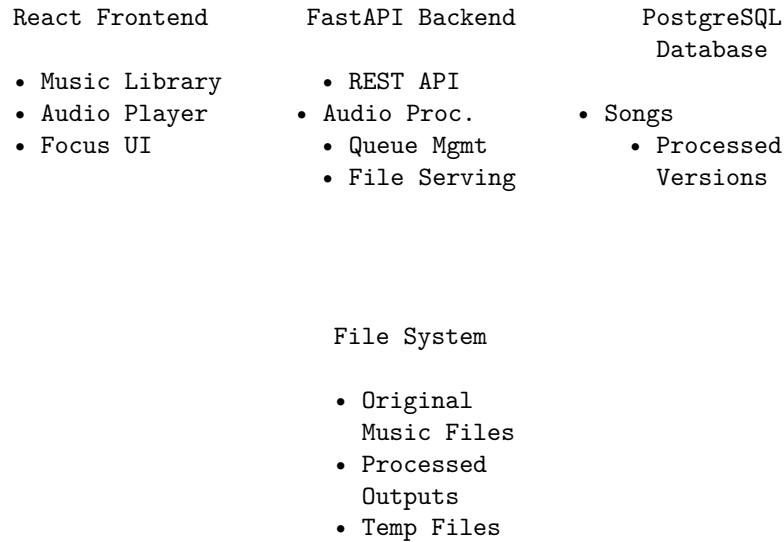 React Frontend
• Music Library
• Audio Player
• Focus UI
FastAPI Backend
• REST API
• Audio Proc.
• Queue Mgmt
• File Serving
PostgreSQL
Database
• Songs
• Processed
Versions
File System
• Original
Music Files
• Processed
Outputs
• Temp Files